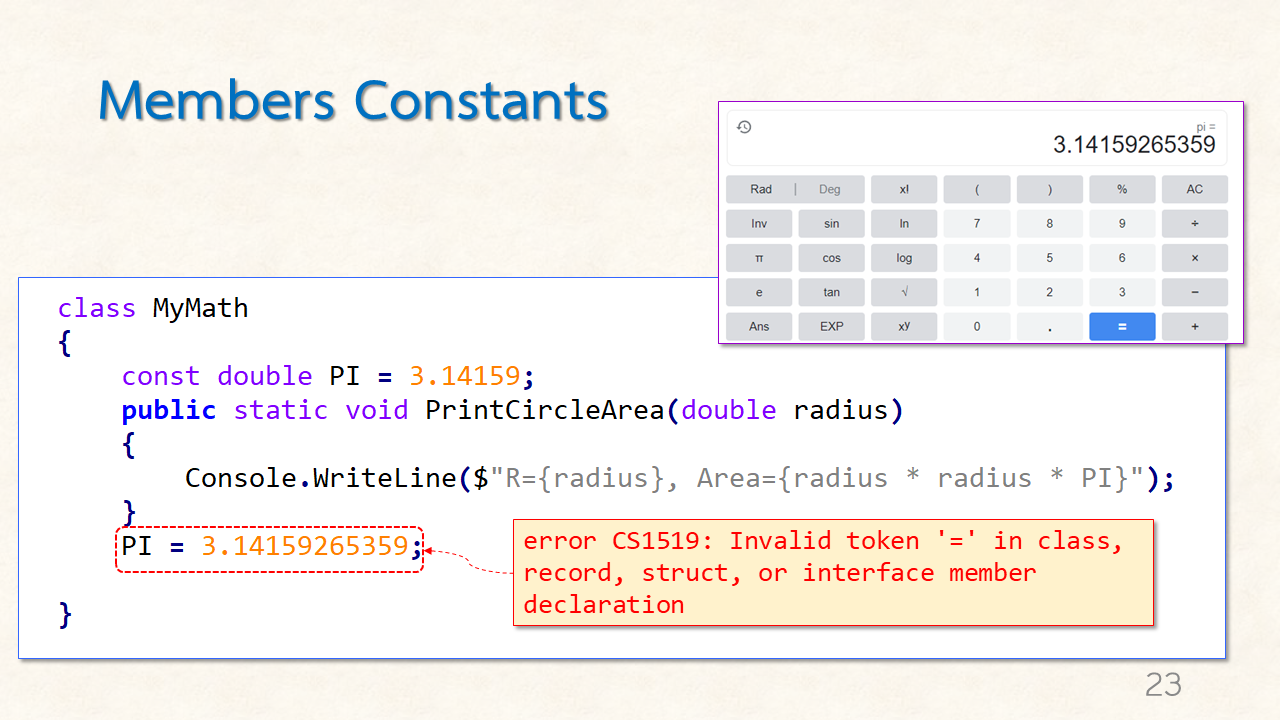 Members Constants
pi =
3.14159265359
Rad | Deg x! ( ) % AC
Inv sin ln 7 8 9 ÷
π cos log 4 5 6 ×
e tan √ 1 2 3 −
Ans EXP xʸ 0 . = +
class MyMath
{
const double PI = 3.14159;
public static void PrintCircleArea(double radius)
{
Console.WriteLine($"R={radius}, Area={radius * radius * PI}");
}
PI = 3.14159265359;
error CS1519: Invalid token '=' in class,
record, struct, or interface member
declaration
}
23